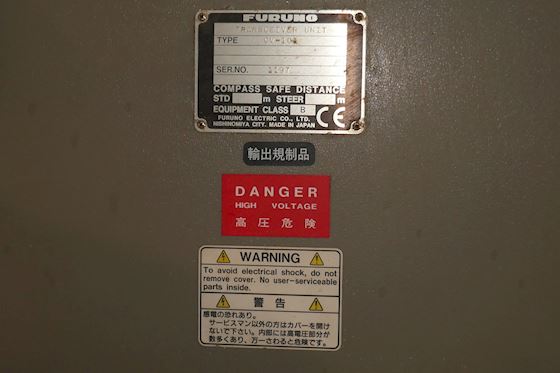 FURUNO
TRANSCEIVER UNIT
TYPE
SER.NO. 1197
COMPASS SAFE DISTANCE
STD m STEER m
EQUIPMENT CLASS B CE
FURUNO ELECTRIC CO., LTD.
NISHINOMIYA CITY, MADE IN JAPAN
輸出規制品
DANGER
HIGH VOLTAGE
高圧危険
WARNING
To avoid electrical shock, do not
remove cover. No user-serviceable
parts inside.
警告
感電の恐れあり。
サービスマン以外の方はカバーを開け
ないで下さい。内部には高電圧部分が
数多くあり、万一さわると危険です。